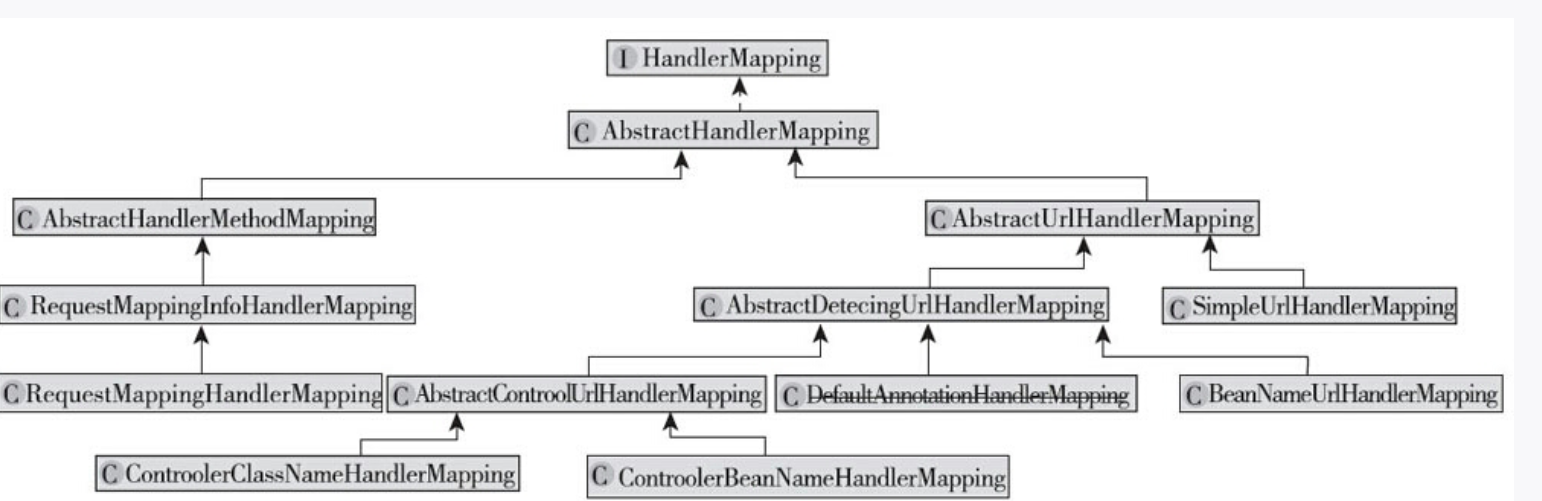 I HandlerMapping
C AbstractHandlerMapping
C AbstractHandlerMethodMapping
C AbstractUrlHandlerMapping
C RequestMappingInfoHandlerMapping
C AbstractDetecingUrlHandlerMapping
C SimpleUrlHandlerMapping
C RequestMappingHandlerMapping
C AbstractControolUrlHandlerMapping
C DefaultAnnotationHandlerMapping
C BeanNameUrlHandlerMapping
C ControolerClassNameHandlerMapping
C ControolerBeanNameHandlerMapping